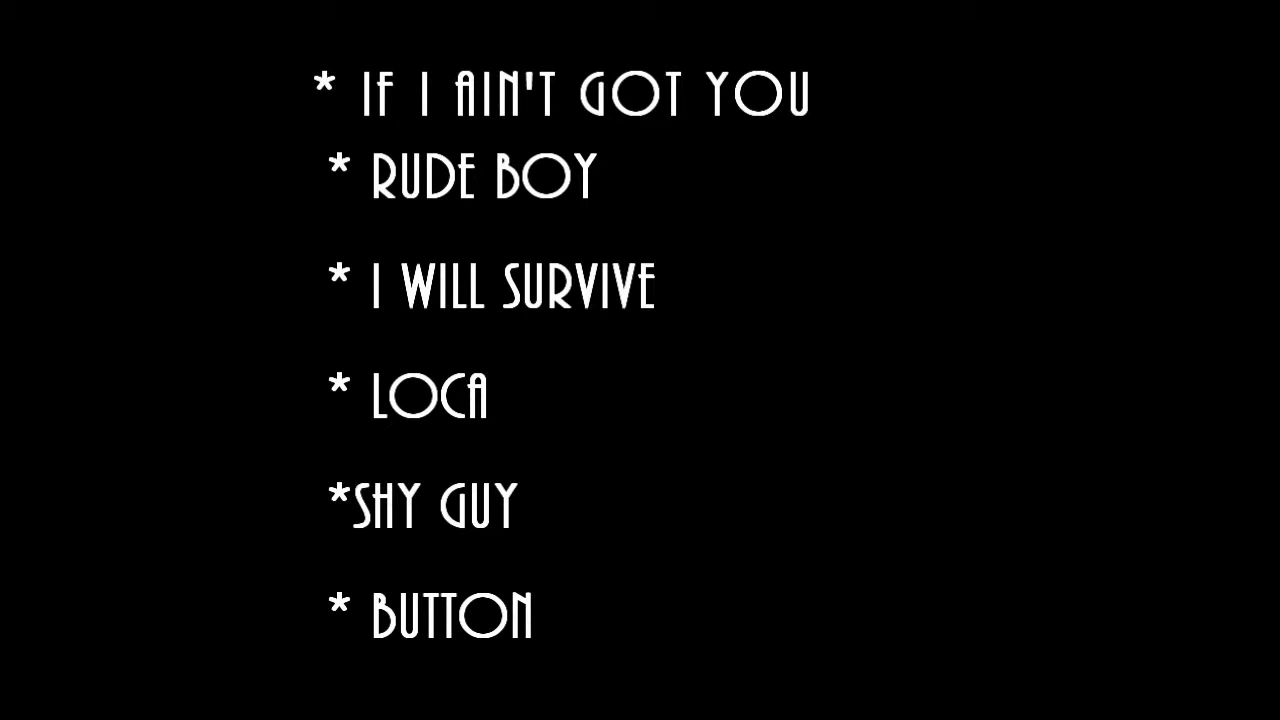 * IF I AIN'T GOT YOU
* RUDE BOY
* I WILL SURVIVE
* LOCA
*SHY GUY
* BUTTON